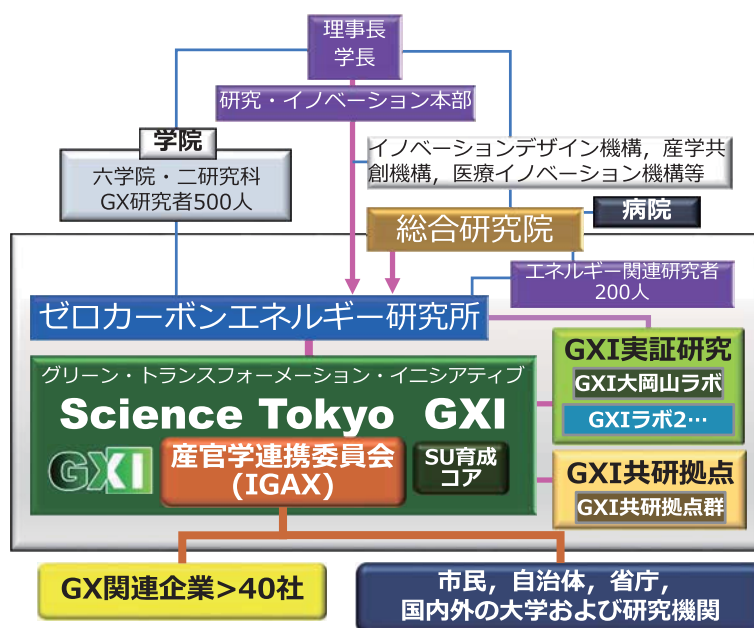 理事長
学長
研究・イノベーション本部
学院
六学院・二研究科
GX研究者500人
イノベーションデザイン機構，産学共
創機構，医療イノベーション機構等
病院
総合研究院
エネルギー関連研究者
200人
ゼロカーボンエネルギー研究所
グリーン・トランスフォーメーション・イニシアティブ
Science Tokyo GXI
GXI
産官学連携委員会
(IGAX)
SU育成
コア
GXI実証研究
GXI大岡山ラボ
GXIラボ2…
GXI共研拠点
GXI共研拠点群
GX関連企業>40社
市民，自治体，省庁，
国内外の大学および研究機関